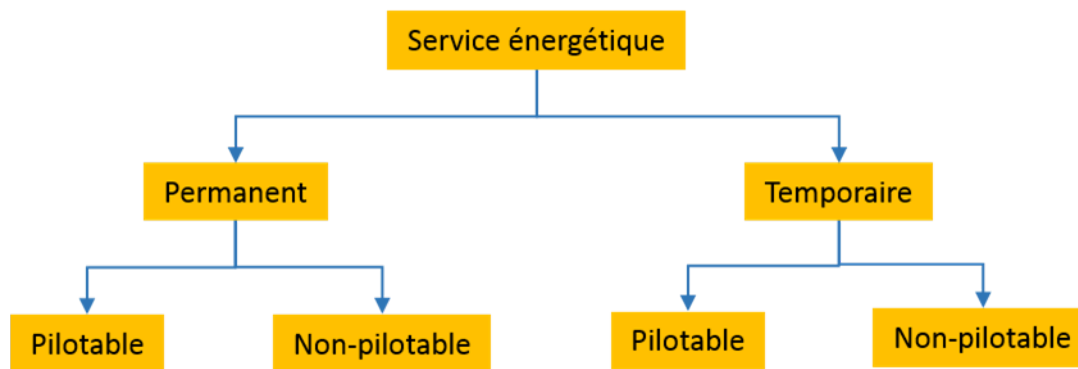 Service énergétique
Permanent
Temporaire
Pilotable
Non-pilotable
Pilotable
Non-pilotable